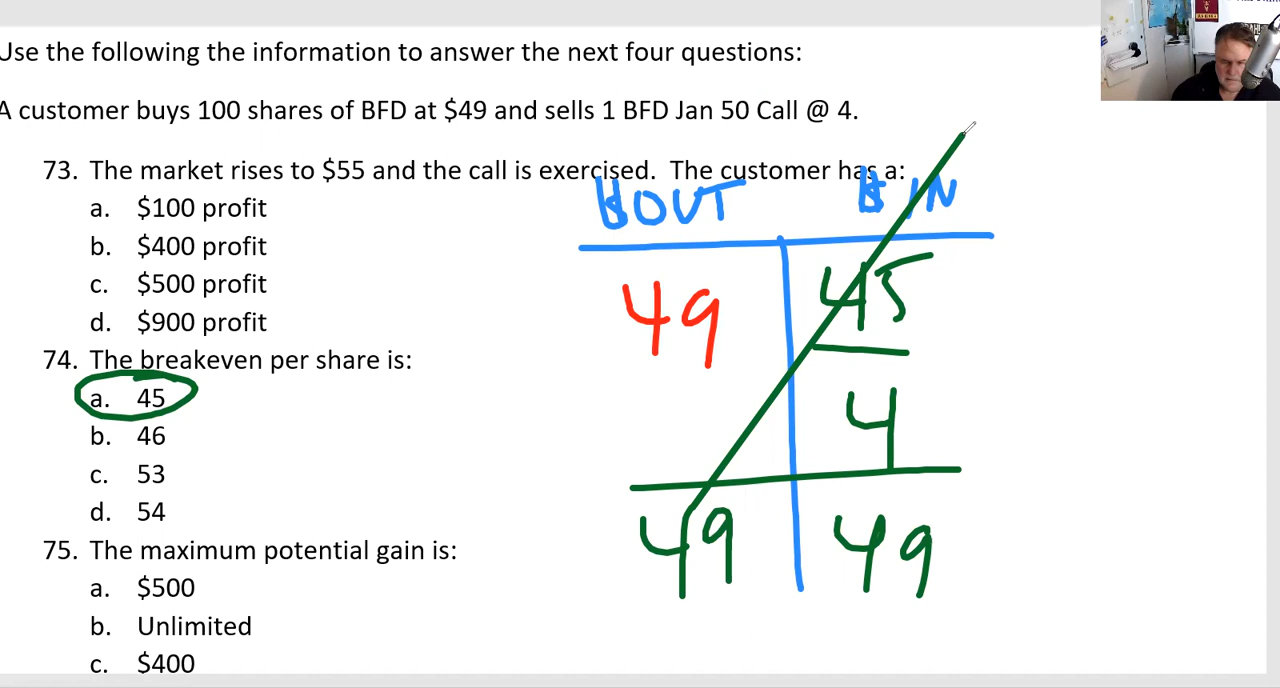 Use the following the information to answer the next four questions:
A customer buys 100 shares of BFD at $49 and sells 1 BFD Jan 50 Call @ 4.
73. The market rises to $55 and the call is exercised. The customer has a:
a. $100 profit
b. $400 profit
c. $500 profit
d. $900 profit
74. The breakeven per share is:
a. 45
b. 46
c. 53
d. 54
75. The maximum potential gain is:
a. $500
b. Unlimited
c. $400
OUT IN
49 45
4
49 49